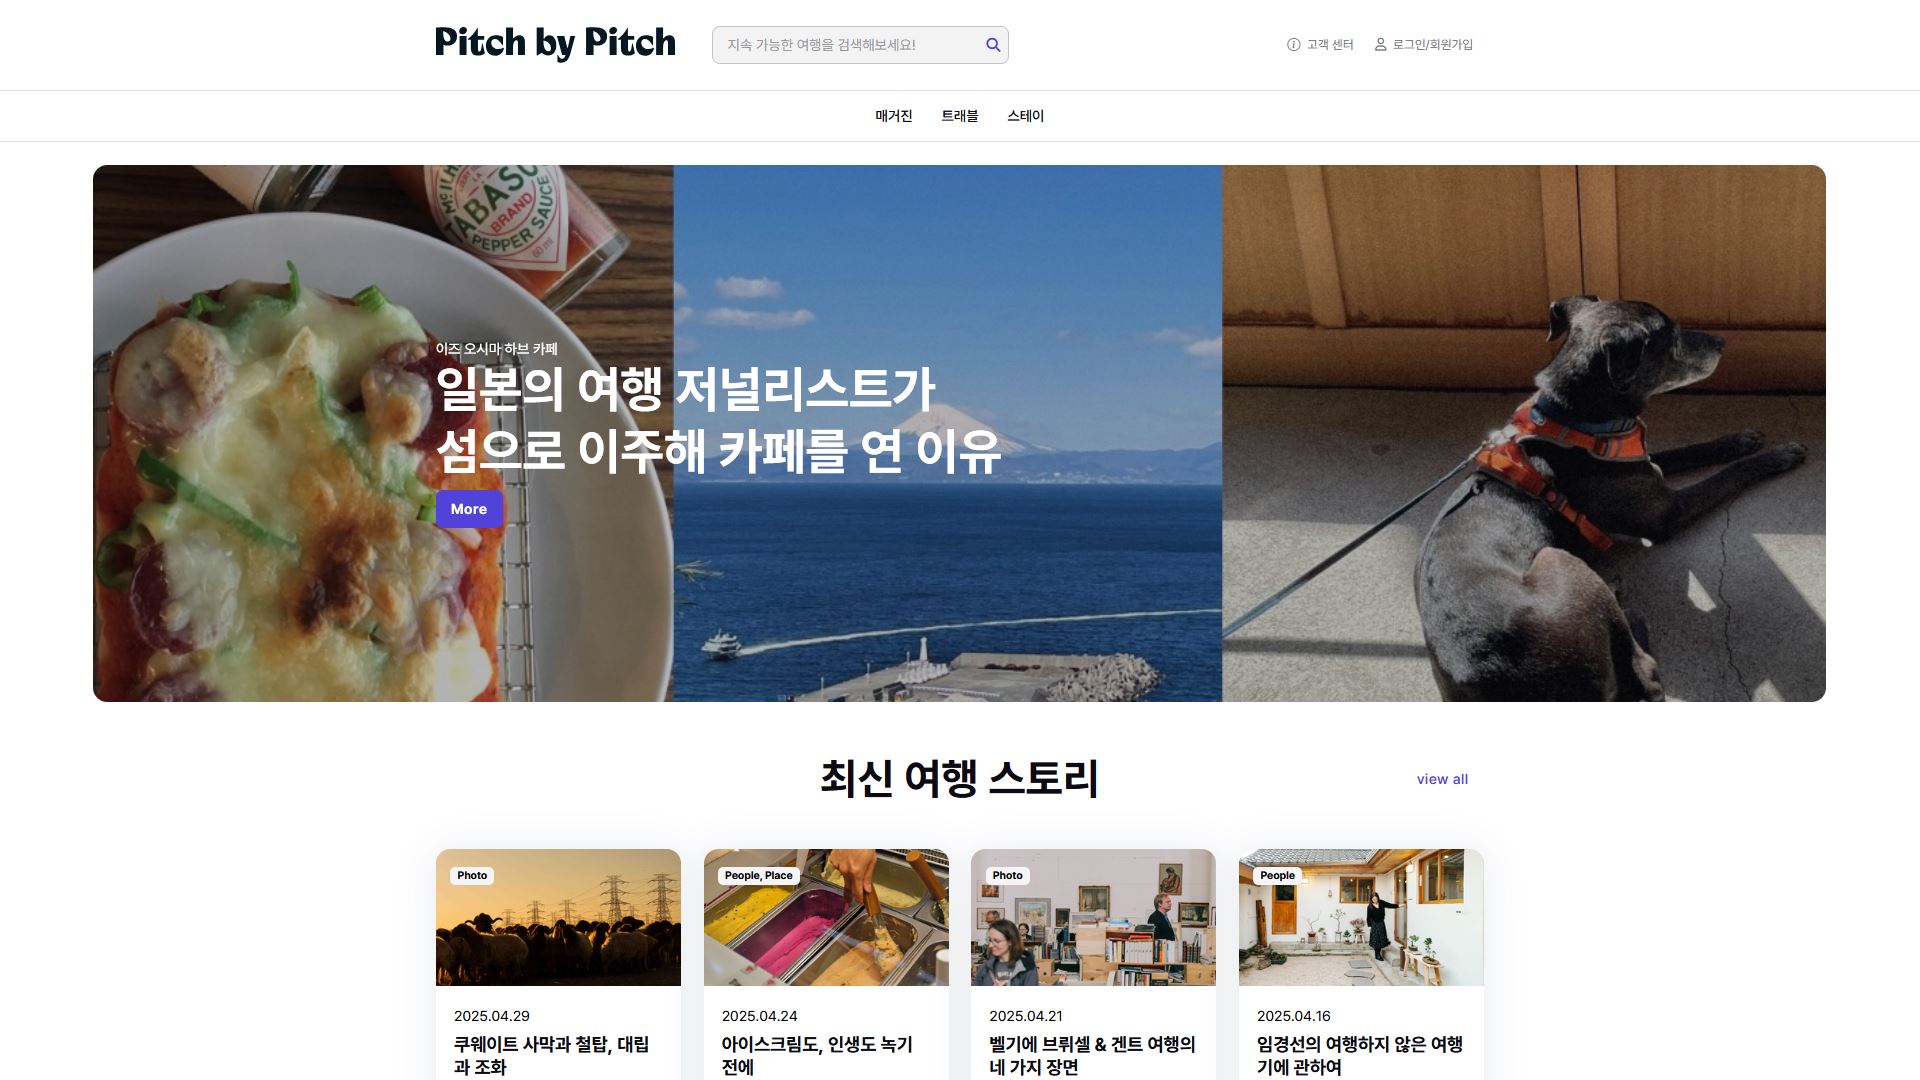 Pitch by Pitch
지속 가능한 여행을 검색해보세요!
고객 센터
로그인/회원가입
매거진
트래블
스테이
TABASCO
BRAND
PEPPER SAUCE
60 ml
이즈 오시마 하브 카페
일본의 여행 저널리스트가
섬으로 이주해 카페를 연 이유
More
최신 여행 스토리
view all
Photo
2025.04.29
쿠웨이트 사막과 철탑, 대립
과 조화
People, Place
2025.04.24
아이스크림도, 인생도 녹기
전에
Photo
2025.04.21
벨기에 브뤼셀 & 겐트 여행의
네 가지 장면
People
2025.04.16
임경선의 여행하지 않은 여행
기에 관하여